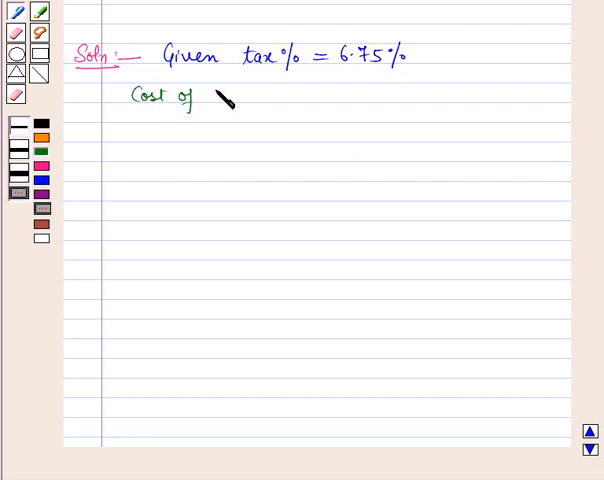 Soln:- Given tax% = 6.75%
Cost of